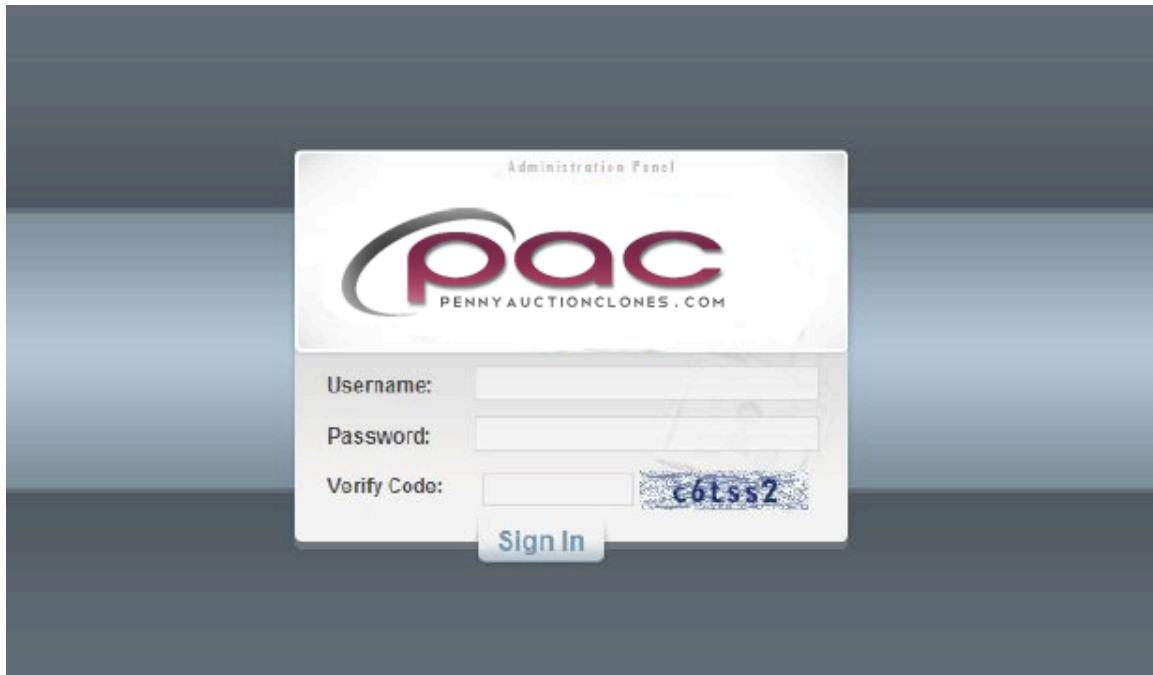 Administration Panel
pac
PENNYAUCTIONCLONES.COM
Username:
Password:
Verify Code: c6tss2
Sign In